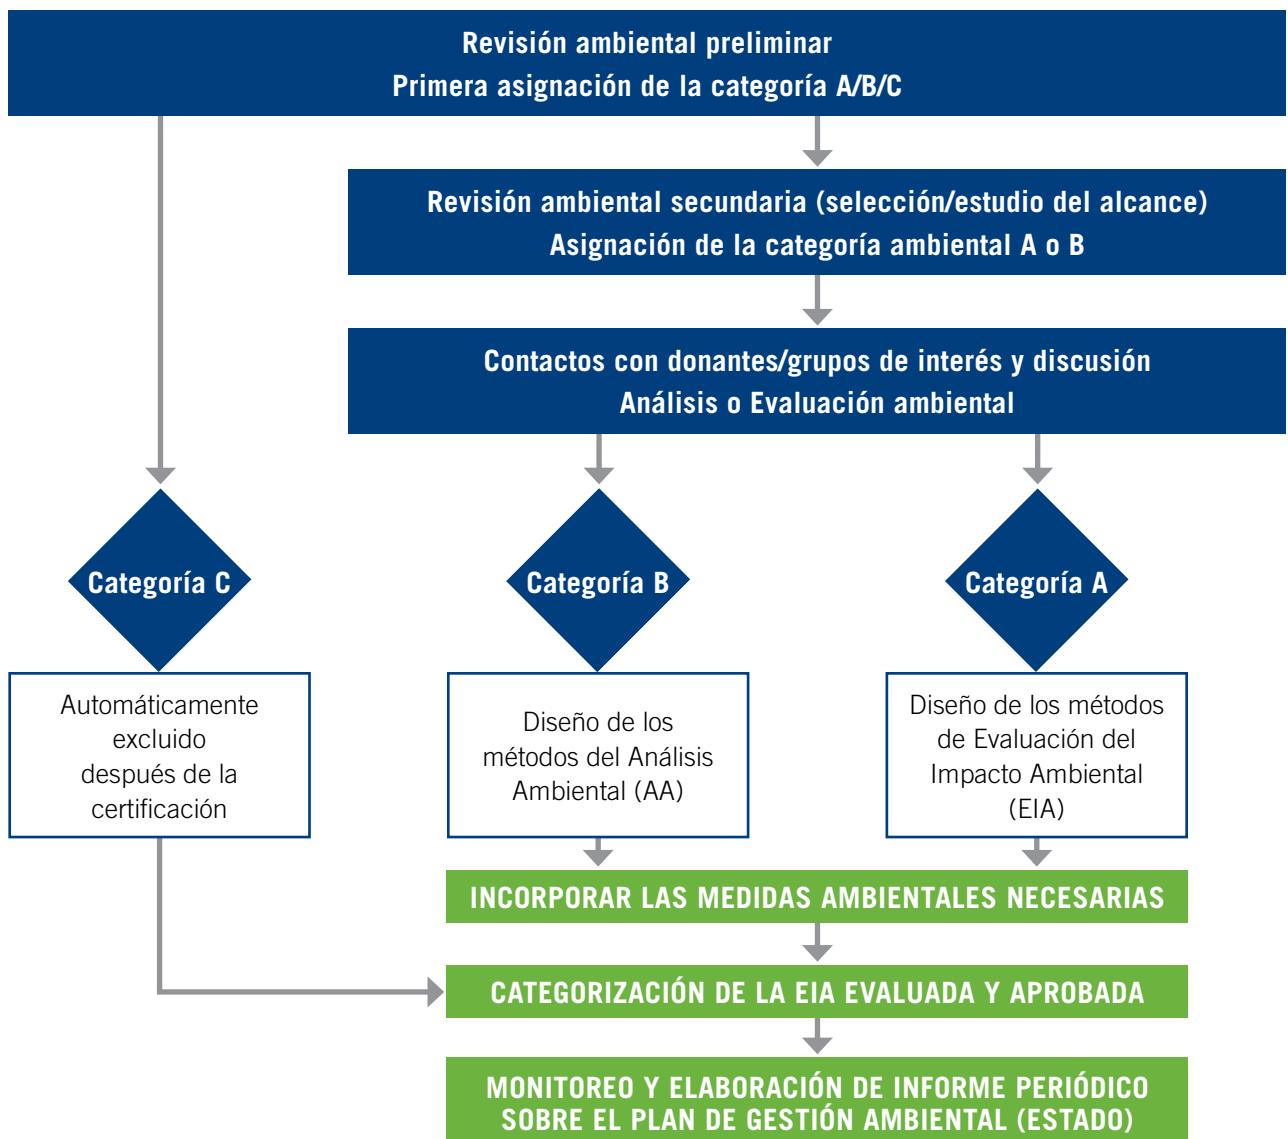 Revisión ambiental preliminar
Primera asignación de la categoría A/B/C
Revisión ambiental secundaria (selección/estudio del alcance)
Asignación de la categoría ambiental A o B
Contactos con donantes/grupos de interés y discusión
Análisis o Evaluación ambiental
Categoría C
Categoría B
Categoría A
Automáticamente
excluido
después de la
certificación
Diseño de los
métodos del Análisis
Ambiental (AA)
Diseño de los métodos
de Evaluación del
Impacto Ambiental
(EIA)
INCORPORAR LAS MEDIDAS AMBIENTALES NECESARIAS
CATEGORIZACIÓN DE LA EIA EVALUADA Y APROBADA
MONITOREO Y ELABORACIÓN DE INFORME PERIÓDICO
SOBRE EL PLAN DE GESTIÓN AMBIENTAL (ESTADO)